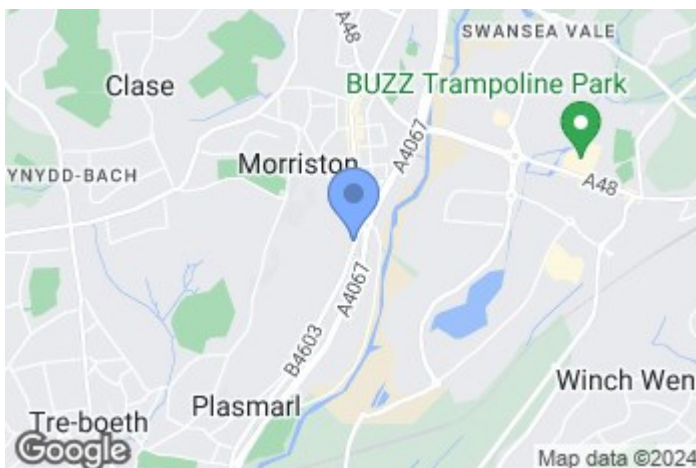 A48
SWANSEA VALE
Clase
BUZZ Trampoline Park
A4067
Morriston
YNYDD-BACH
A48
A4067
B4603
Winch Wen
Plasmarl
Tre-boeth
Google
Map data ©2024